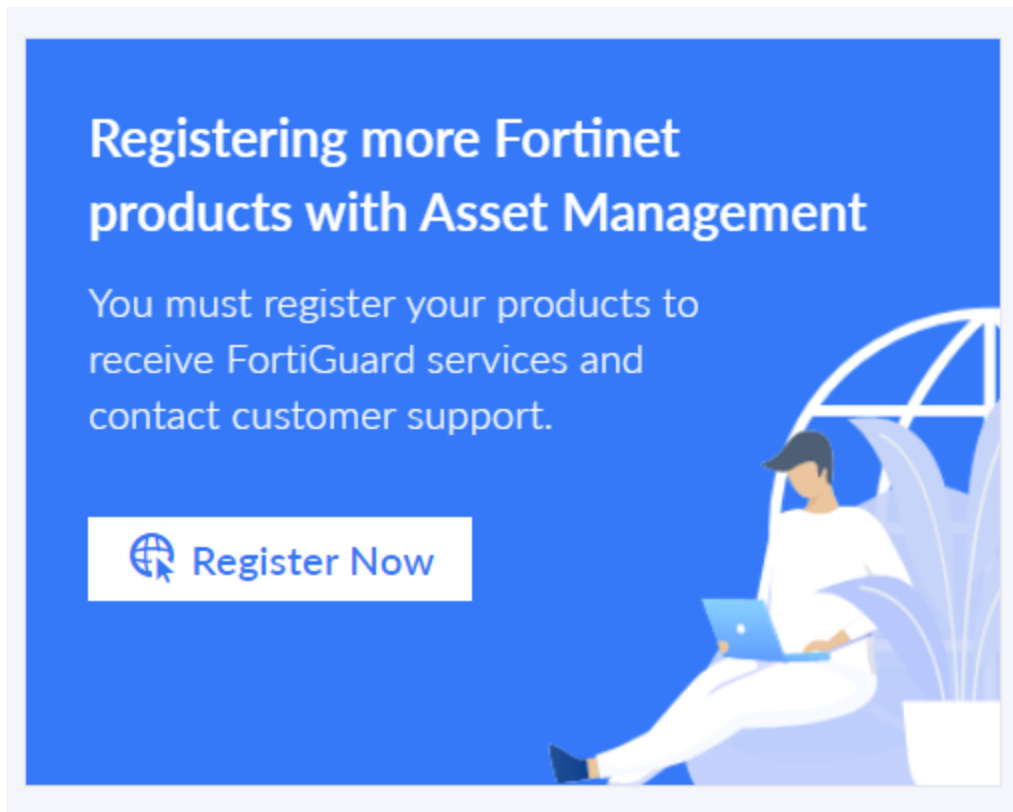 Registering more Fortinet
products with Asset Management
You must register your products to
receive FortiGuard services and
contact customer support.
Register Now